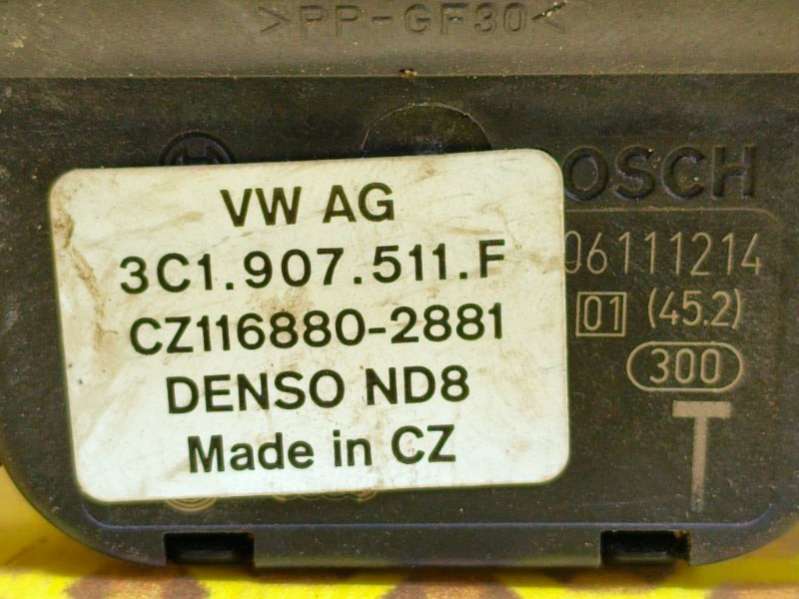 >PP-GF30<
VW AG
3C1.907.511.F
CZ116880-2881
DENSO ND8
Made in CZ
OSCH
06111214
01 (45.2)
300
T